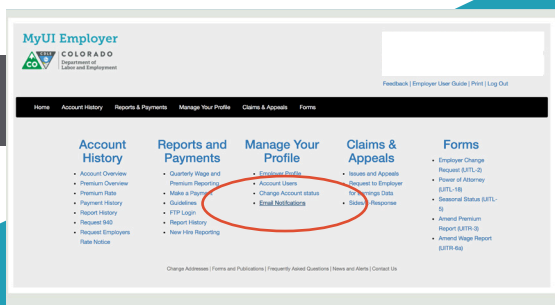 MyUI Employer
CDLE
CO
COLORADO
Department of
Labor and Employment
Feedback | Employer User Guide | Print | Log Out
Home Account History Reports & Payments Manage Your Profile Claims & Appeals Forms
Account
History
• Account Overview
• Premium Overview
• Premium Rate
• Payment History
• Report History
• Request 940
• Request Employers
Rate Notice
Reports and
Payments
• Quarterly Wage and
Premium Reporting
• Make a Payment
• Guidelines
• FTP Login
• Report History
• New Hire Reporting
Manage Your
Profile
• Employer Profile
• Account Users
• Change Account status
• Email Notifications
Claims &
Appeals
• Issues and Appeals
Request to Employer
for Earnings Data
• Sides E-Response
Forms
• Employer Change
Request (UITL-2)
• Power of Attorney
(UITL-18)
• Seasonal Status (UITL-
5)
• Amend Premium
Report (UITR-3)
• Amend Wage Report
(UITR-6a)
Change Addresses | Forms and Publications | Frequently Asked Questions | News and Alerts | Contact Us